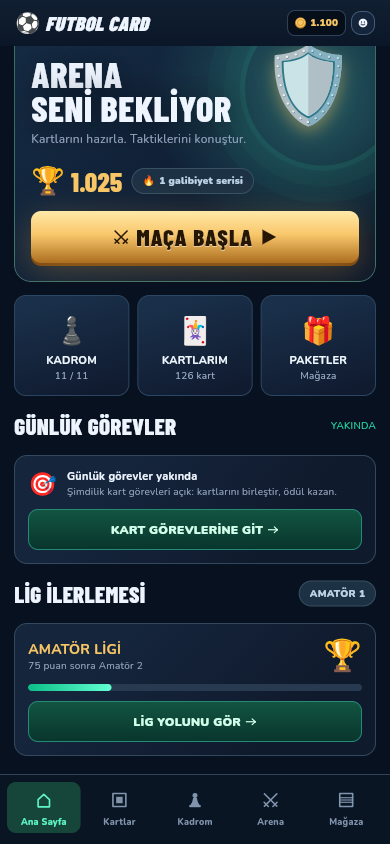 FUTBOL CARD
1.100
ARENA
SENİ BEKLİYOR
Kartlarını hazırla. Taktiklerini konuştur.
1.025
1 galibiyet serisi
MAÇA BAŞLA
KADROM
11 / 11
KARTLARIM
126 kart
PAKETLER
Mağaza
GÜNLÜK GÖREVLER
YAKINDA
Günlük görevler yakında
Şimdilik kart görevleri açık: kartlarını birleştir, ödül kazan.
KART GÖREVLERİNE GİT →
LİG İLERLEMESİ
AMATÖR 1
AMATÖR LİGİ
75 puan sonra Amatör 2
LİG YOLUNU GÖR →
Ana Sayfa
Kartlar
Kadrom
Arena
Mağaza